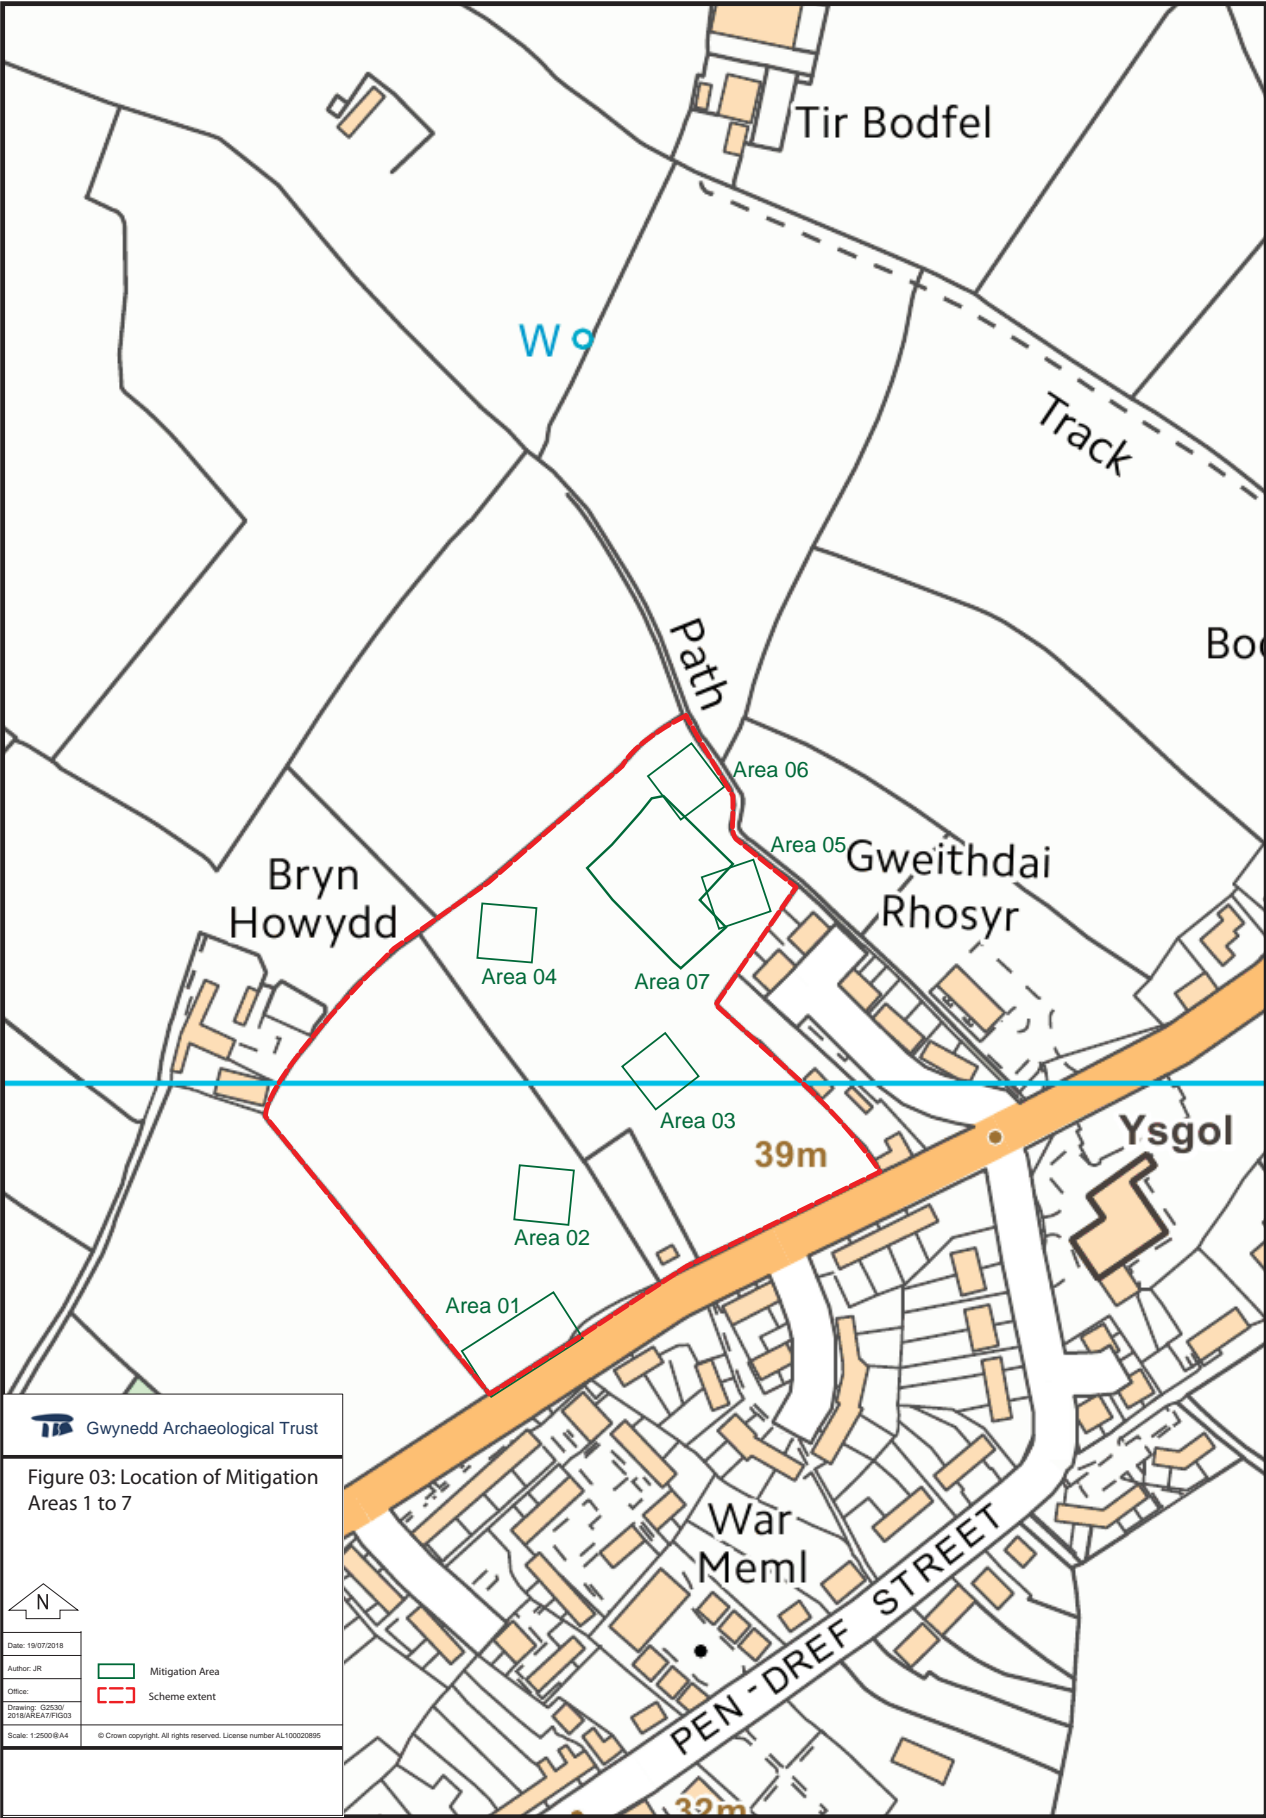 Tir Bodfel
W
Track
Path
Area 06
Area 05
Gweithdai
Rhosyr
Bryn
Howydd
Area 04
Area 07
Area 03
39m
Ysgol
Area 02
Area 01
War
Meml
PEN-DREF STREET
32m
Gwynedd Archaeological Trust
Figure 03: Location of Mitigation
Areas 1 to 7
N
Date: 19/07/2018
Author: JR
Office:
Drawing: G2530/
2018/AREA7/FIG03
Scale: 1:2500@A4
Mitigation Area
Scheme extent
© Crown copyright. All rights reserved. License number AL100020895